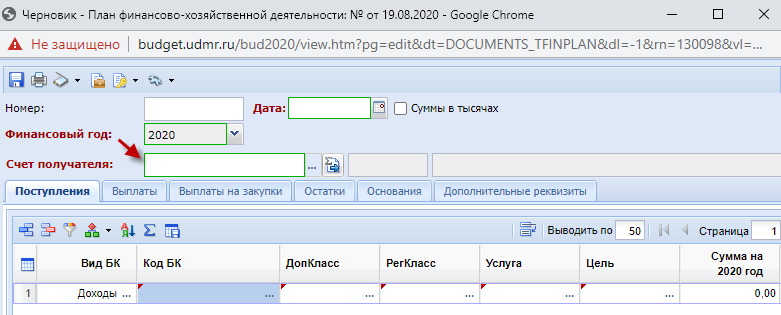 Черновик - План финансово-хозяйственной деятельности: № от 19.08.2020 - Google Chrome
Не защищено budget.udmr.ru/bud2020/view.htm?pg=edit&dt=DOCUMENTS_TFINPLAN&dl=-1&rn=130098&vl=...
Номер: Дата: Суммы в тысячах
Финансовый год: 2020
Счет получателя: ...
Поступления Выплаты Выплаты на закупки Остатки Основания Дополнительные реквизиты
Выводить по 50 Страница 1
Вид БК Код БК ДопКласс РегКласс Услуга Цель Сумма на
2020 год
1 Доходы ... ... ... ... ... ... 0,00